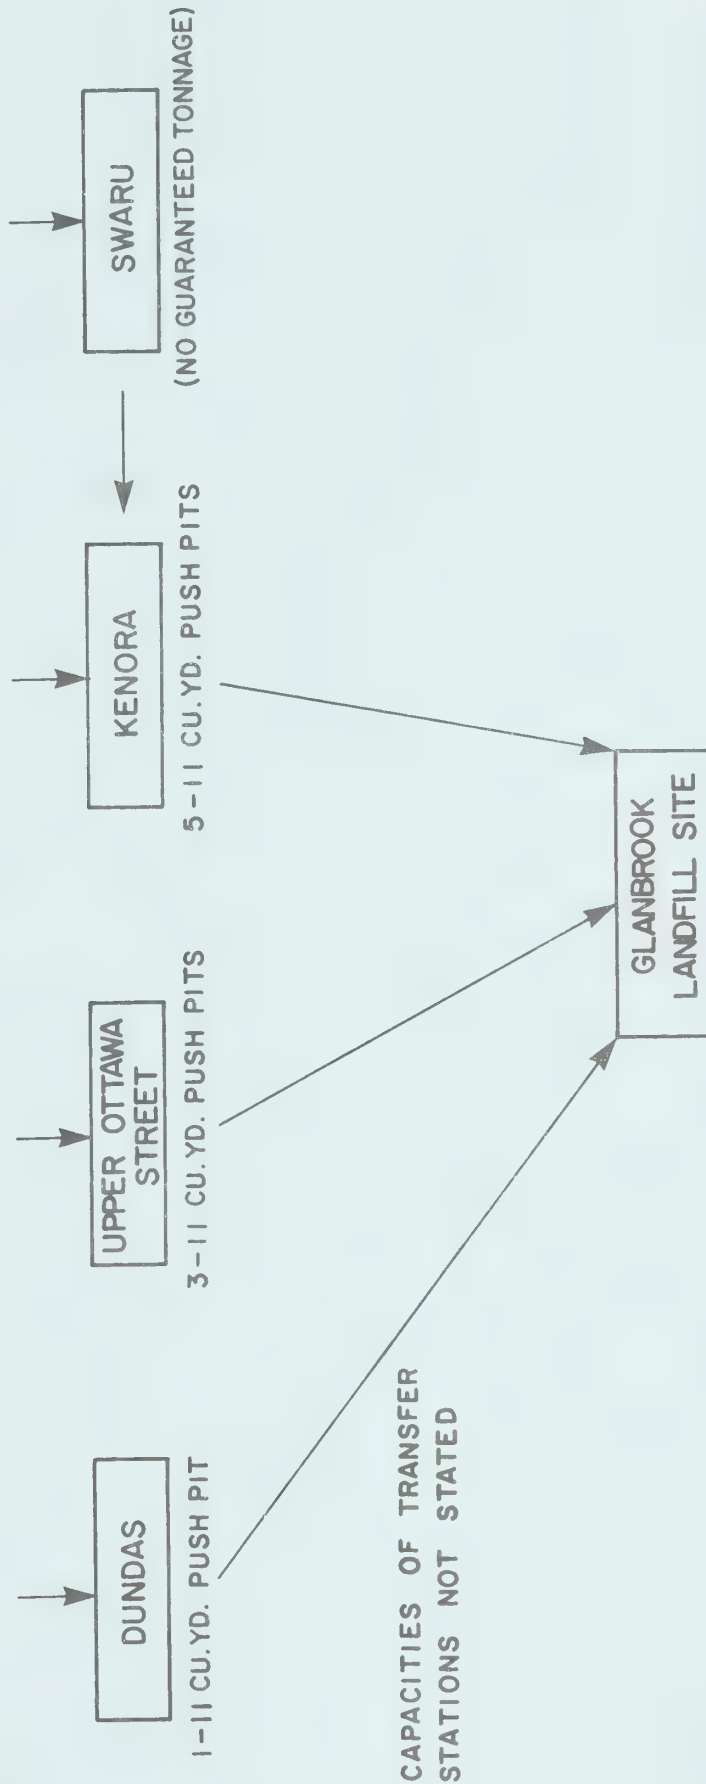 DUNDAS
1-11 CU.YD. PUSH PIT
UPPER OTTAWA
STREET
3-11 CU.YD. PUSH PITS
KENORA
5-11 CU.YD. PUSH PITS
SWARU
(NO GUARANTEED TONNAGE)
CAPACITIES OF TRANSFER
STATIONS NOT STATED
GLANBROOK
LANDFILL SITE